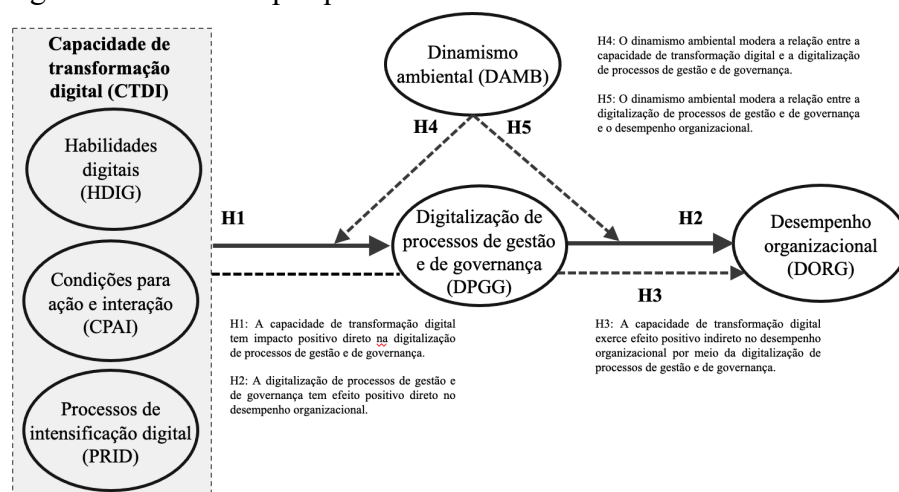 Capacidade de
transformação
digital (CTDI)
Habilidades
digitais
(HDIG)
Condições para
ação e interação
(CPAI)
Processos de
intensificação digital
(PRID)
Dinamismo
ambiental (DAMB)
H4
H5
H1
Digitalização de
processos de gestão
e de governança
(DPGG)
H2
H3
Desempenho
organizacional
(DORG)
H4: O dinamismo ambiental modera a relação entre a
capacidade de transformação digital e a digitalização
de processos de gestão e de governança.
H5: O dinamismo ambiental modera a relação entre a
digitalização de processos de gestão e de governança
e o desempenho organizacional.
H1: A capacidade de transformação digital
tem impacto positivo direto na digitalização
de processos de gestão e de governança.
H2: A digitalização de processos de gestão e
de governança tem efeito positivo direto no
desempenho organizacional.
H3: A capacidade de transformação digital
exerce efeito positivo indireto no desempenho
organizacional por meio da digitalização de
processos de gestão e de governança.